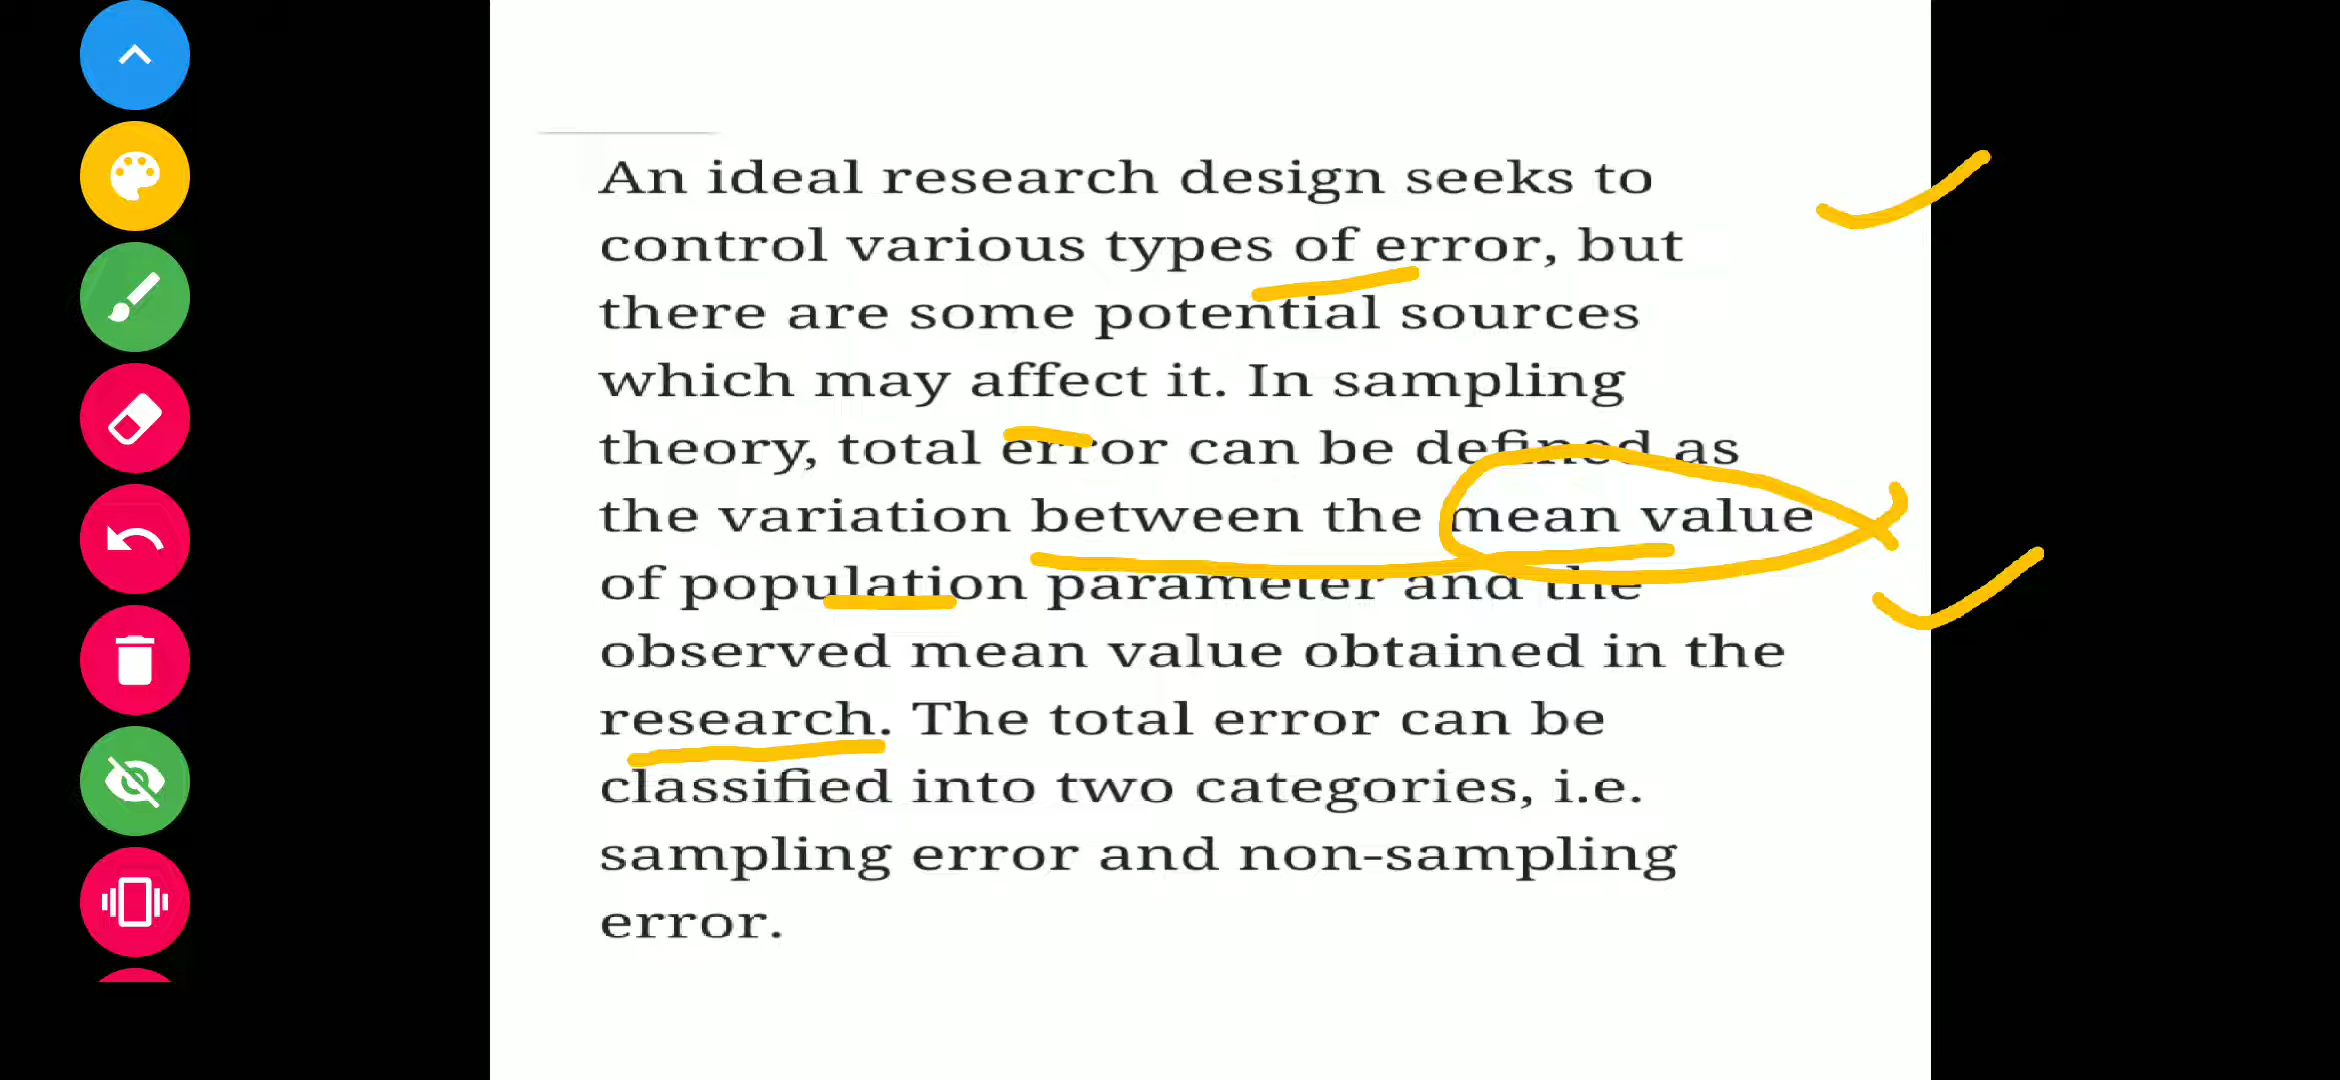 An ideal research design seeks to
control various types of error, but
there are some potential sources
which may affect it. In sampling
theory, total error can be defined as
the variation between the mean value
of population parameter and the
observed mean value obtained in the
research. The total error can be
classified into two categories, i.e.
sampling error and non-sampling
error.